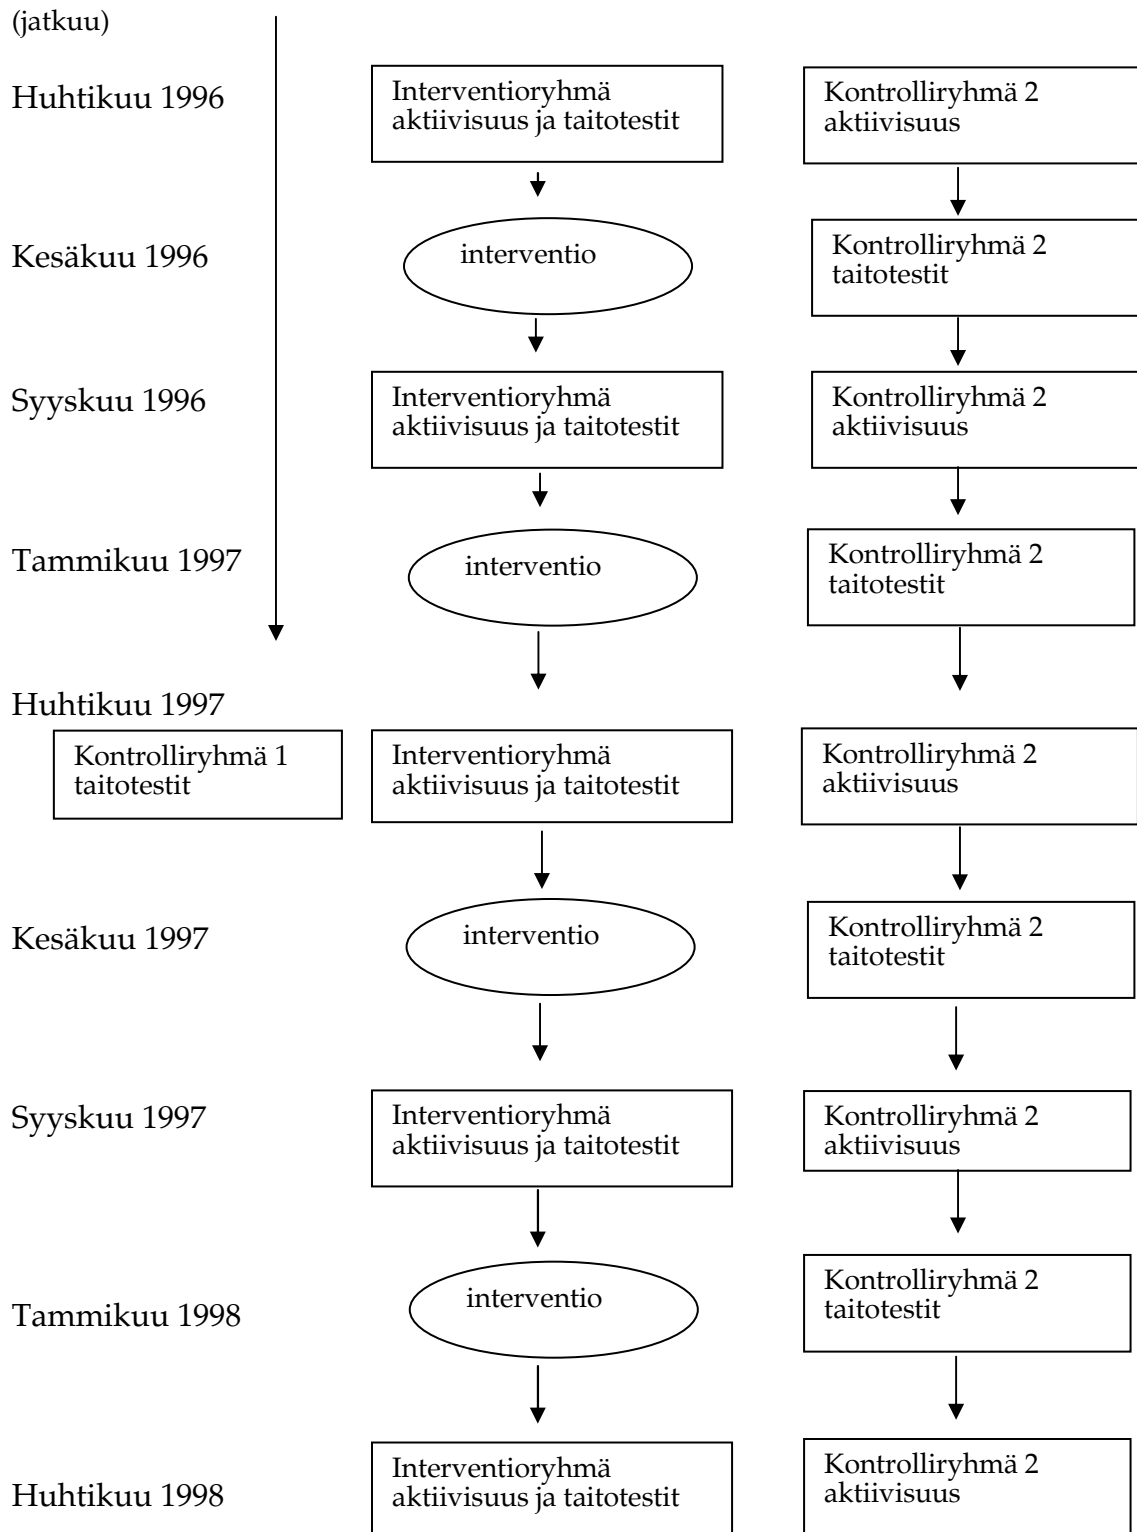 (jatkuu)
Huhtikuu 1996
Interventioryhmä
aktiivisuus ja taitotestit
Kontrolliryhmä 2
aktiivisuus
Kesäkuu 1996
interventio
Kontrolliryhmä 2
taitotestit
Syyskuu 1996
Interventioryhmä
aktiivisuus ja taitotestit
Kontrolliryhmä 2
aktiivisuus
Tammikuu 1997
interventio
Kontrolliryhmä 2
taitotestit
Huhtikuu 1997
Kontrolliryhmä 1
taitotestit
Interventioryhmä
aktiivisuus ja taitotestit
Kontrolliryhmä 2
aktiivisuus
Kesäkuu 1997
interventio
Kontrolliryhmä 2
taitotestit
Syyskuu 1997
Interventioryhmä
aktiivisuus ja taitotestit
Kontrolliryhmä 2
aktiivisuus
Tammikuu 1998
interventio
Kontrolliryhmä 2
taitotestit
Huhtikuu 1998
Interventioryhmä
aktiivisuus ja taitotestit
Kontrolliryhmä 2
aktiivisuus